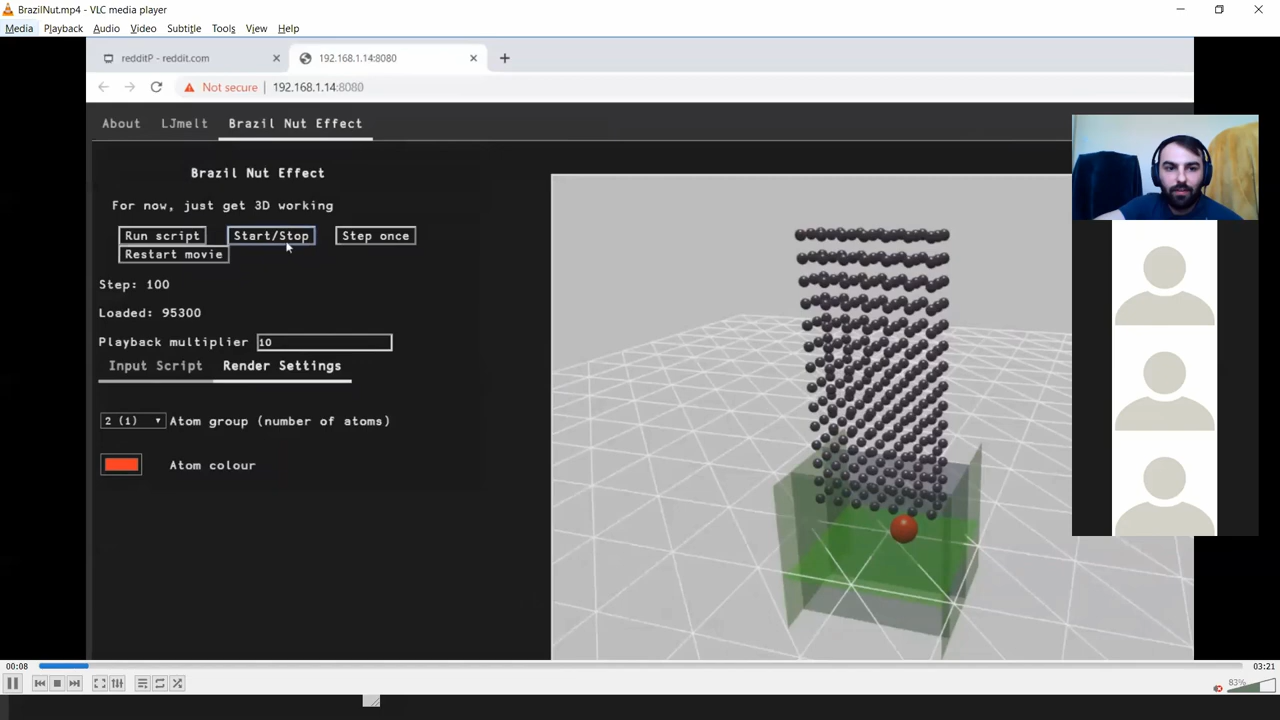 BrazilNut.mp4 - VLC media player
Media Playback Audio Video Subtitle Tools View Help
redditP - reddit.com
192.168.1.14:8080
Not secure | 192.168.1.14:8080
About LJmelt Brazil Nut Effect
Brazil Nut Effect
For now, just get 3D working
Run script Start/Stop Step once
Restart movie
Step: 100
Loaded: 95300
Playback multiplier 10
Input Script Render Settings
2 (1) Atom group (number of atoms)
Atom colour
00:08 03:21
83%